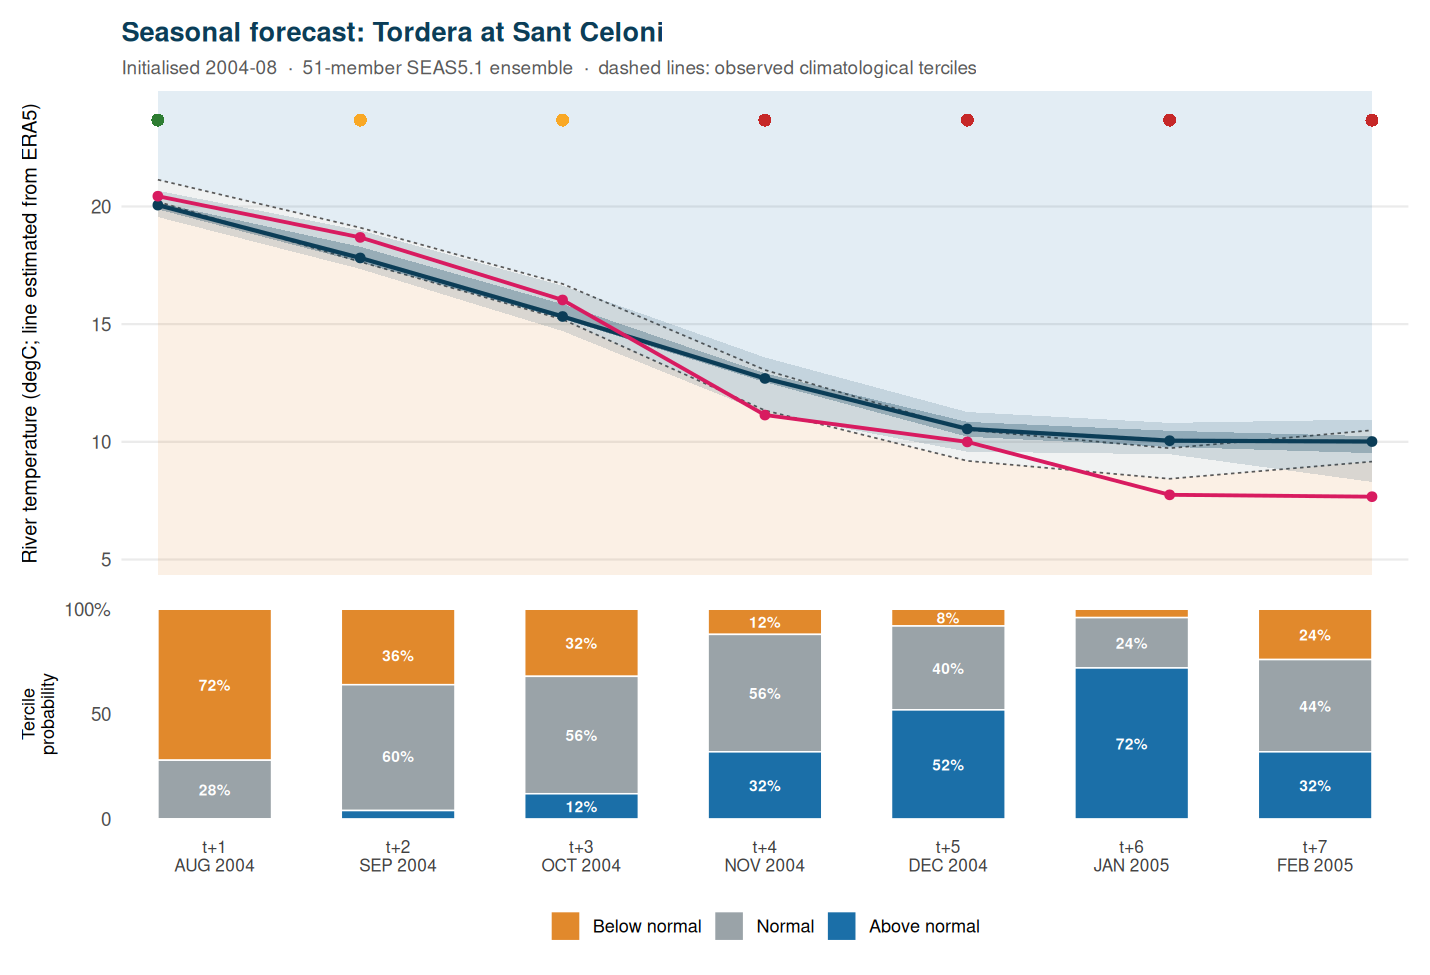 Seasonal forecast: Tordera at Sant Celoni
Initialised 2004-08 · 51-member SEAS5.1 ensemble · dashed lines: observed climatological terciles
River temperature (degC; line estimated from ERA5)
20
15
10
5
Tercile
probability
100%
50
0
72%
28%
36%
60%
32%
56%
12%
12%
56%
32%
8%
40%
52%
24%
72%
24%
44%
32%
t+1
AUG 2004
t+2
SEP 2004
t+3
OCT 2004
t+4
NOV 2004
t+5
DEC 2004
t+6
JAN 2005
t+7
FEB 2005
Below normal
Normal
Above normal